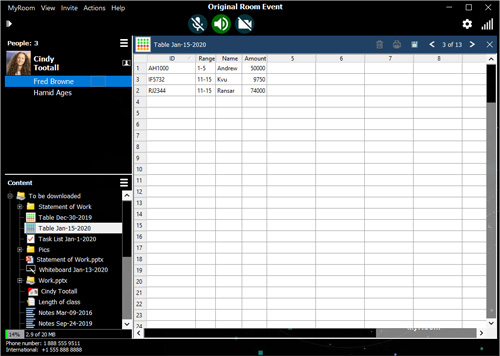 MyRoom View Invite Actions Help
Original Room Event
People: 3
Cindy
Tootall
Fred Browne
Hamid Ages
Table Jan-15-2020
3 of 13
ID Range Name Amount 5 6 7 8
1 AH1000 1-5 Andrew 50000
3 IF5732 11-15 Kvu 9750
2 RJ2344 11-15 Ransar 74000
4
5
6
7
8
9
10
11
12
13
14
15
16
17
18
19
20
21
22
23
24
Content
To be downloaded
Statement of Work
Table Dec-30-2019
Table Jan-15-2020
Task List Jan-1-2020
Pics
Statement of Work.pptx
Whiteboard Jan-13-2020
Work.pptx
Cindy Tootall
Length of class
Notes Mar-09-2016
Notes Sep-24-2019
14% 2.9 of 20 MB
Phone number: 1 888 555 9511
International: +1 555 888 8888
MyRoom